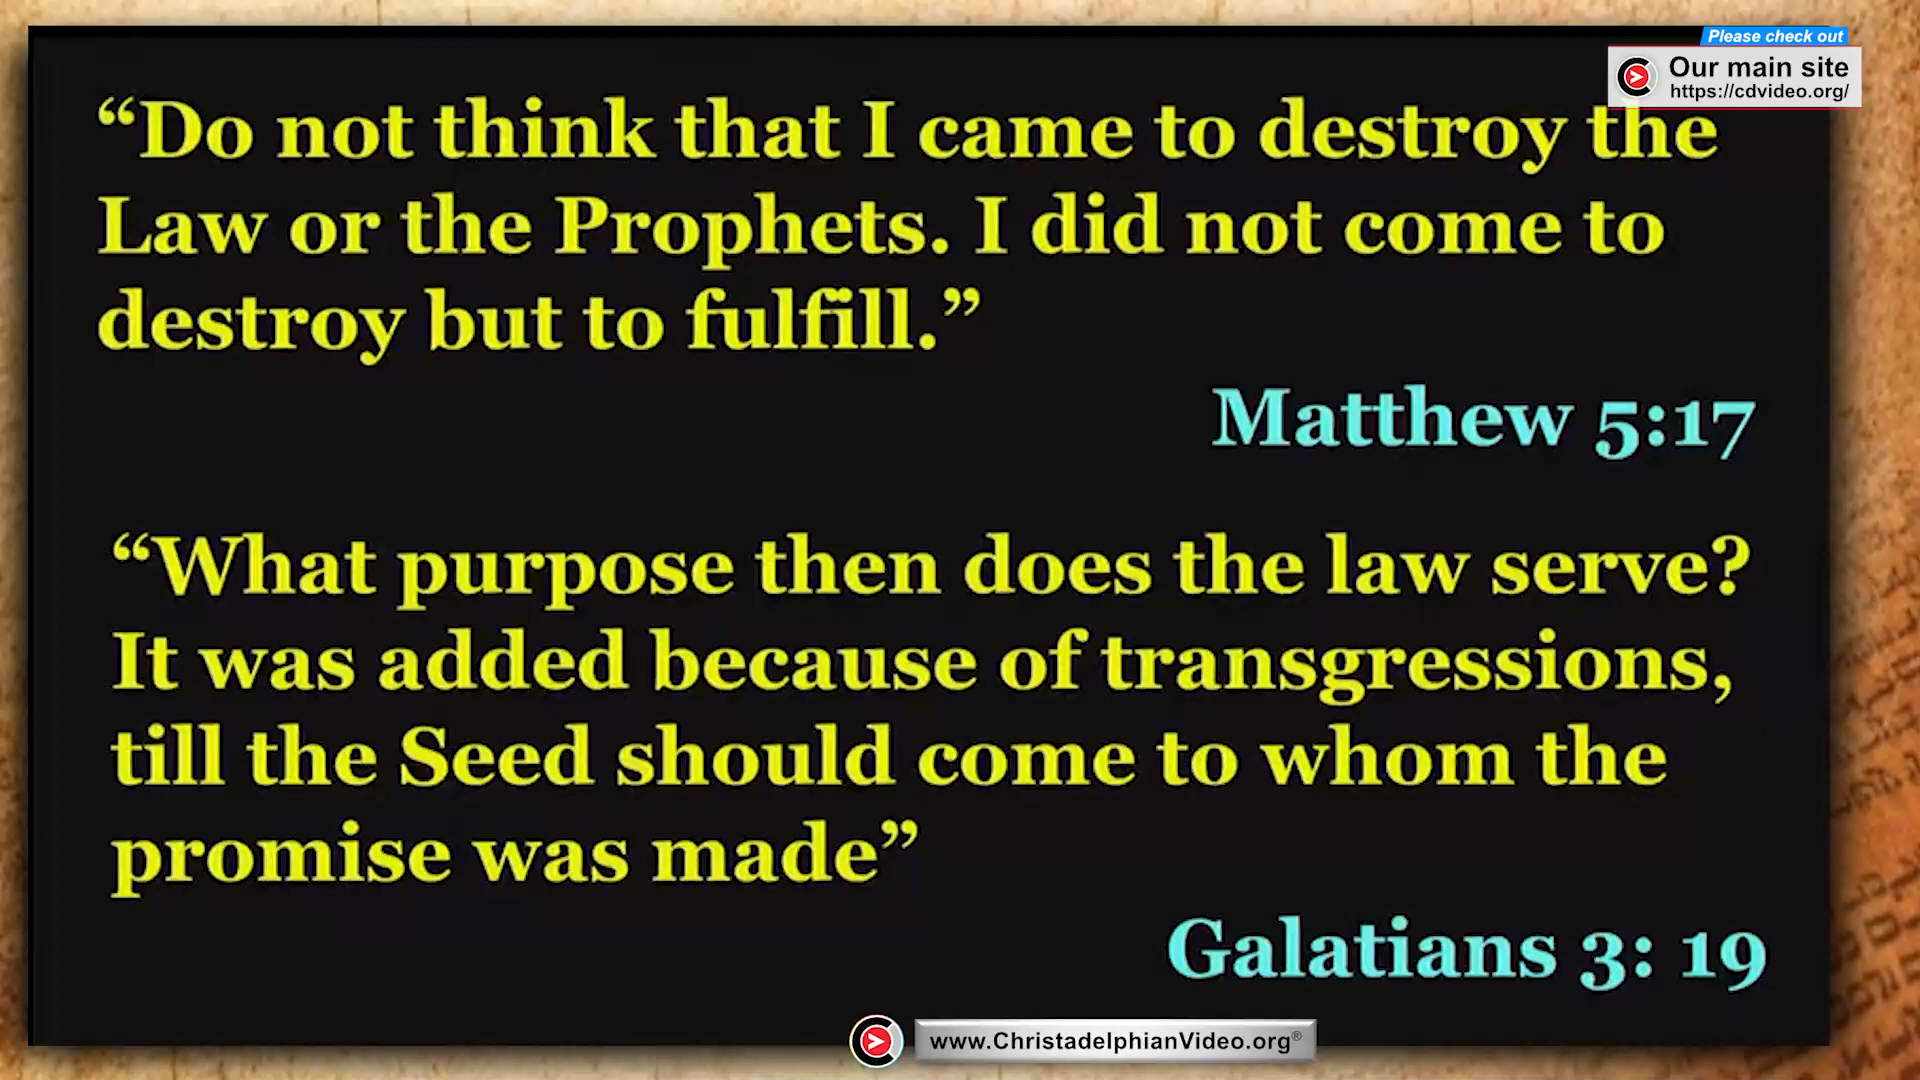 Please check out
Our main site
https://cdvideo.org/
“Do not think that I came to destroy the
Law or the Prophets. I did not come to
destroy but to fulfill.”
Matthew 5:17
“What purpose then does the law serve?
It was added because of transgressions,
till the Seed should come to whom the
promise was made”
Galatians 3: 19
www.ChristadelphianVideo.org®